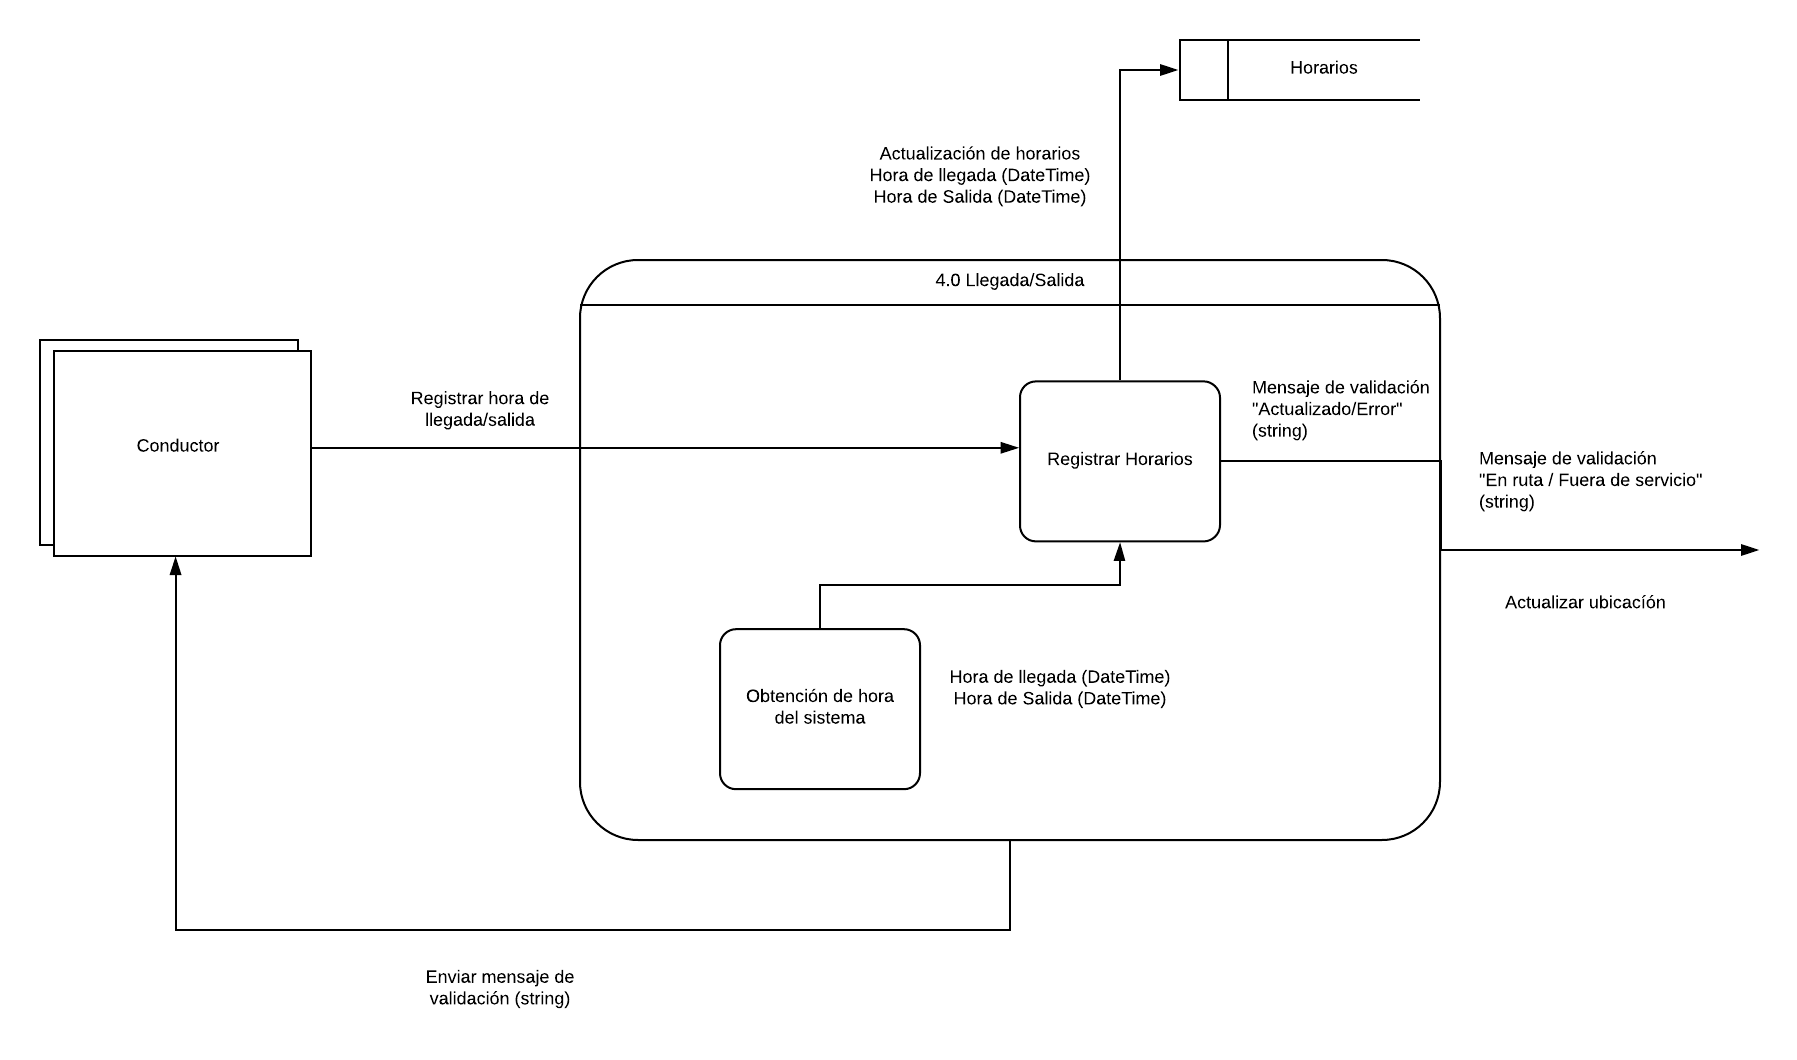 Horarios
Actualización de horarios
Hora de llegada (DateTime)
Hora de Salida (DateTime)
4.0 Llegada/Salida
Conductor
Registrar hora de
llegada/salida
Registrar Horarios
Mensaje de validación
"Actualizado/Error"
(string)
Mensaje de validación
"En ruta / Fuera de servicio"
(string)
Actualizar ubicacíón
Obtención de hora
del sistema
Hora de llegada (DateTime)
Hora de Salida (DateTime)
Enviar mensaje de
validación (string)